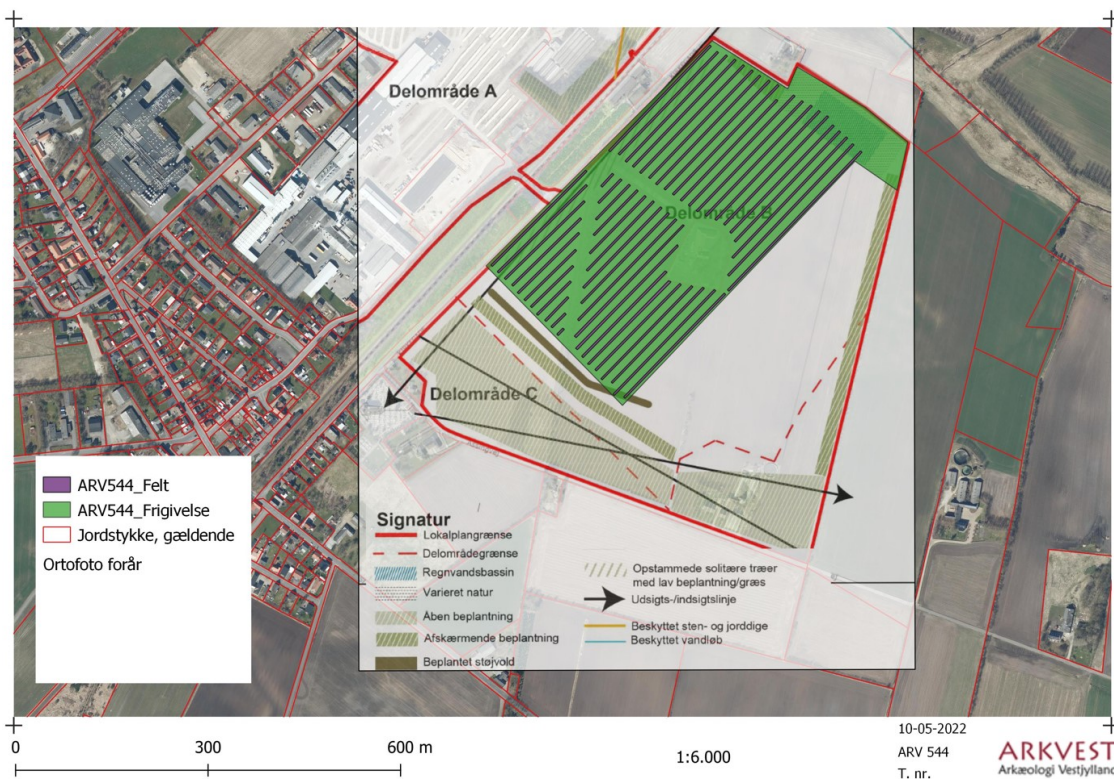 Delområde A
Delområde B
Delområde C
ARV544_Felt
ARV544_Frigivelse
Jordstykke, gældende
Ortofoto forår
Signatur
Lokalplangrænse
Delområdegrænse
Regnvandsbassin
Varieret natur
Åben beplantning
Afskærmende beplantning
Beplantet støjvold
Opstammede solitære træer
med lav beplantning/græs
Udsigts-/indsigtslinje
Beskyttet sten- og jorddige
Beskyttet vandløb
0 300 600 m
1:6.000
10-05-2022
ARV 544
T. nr.
ARKVEST
Arkæologi Vestjylland